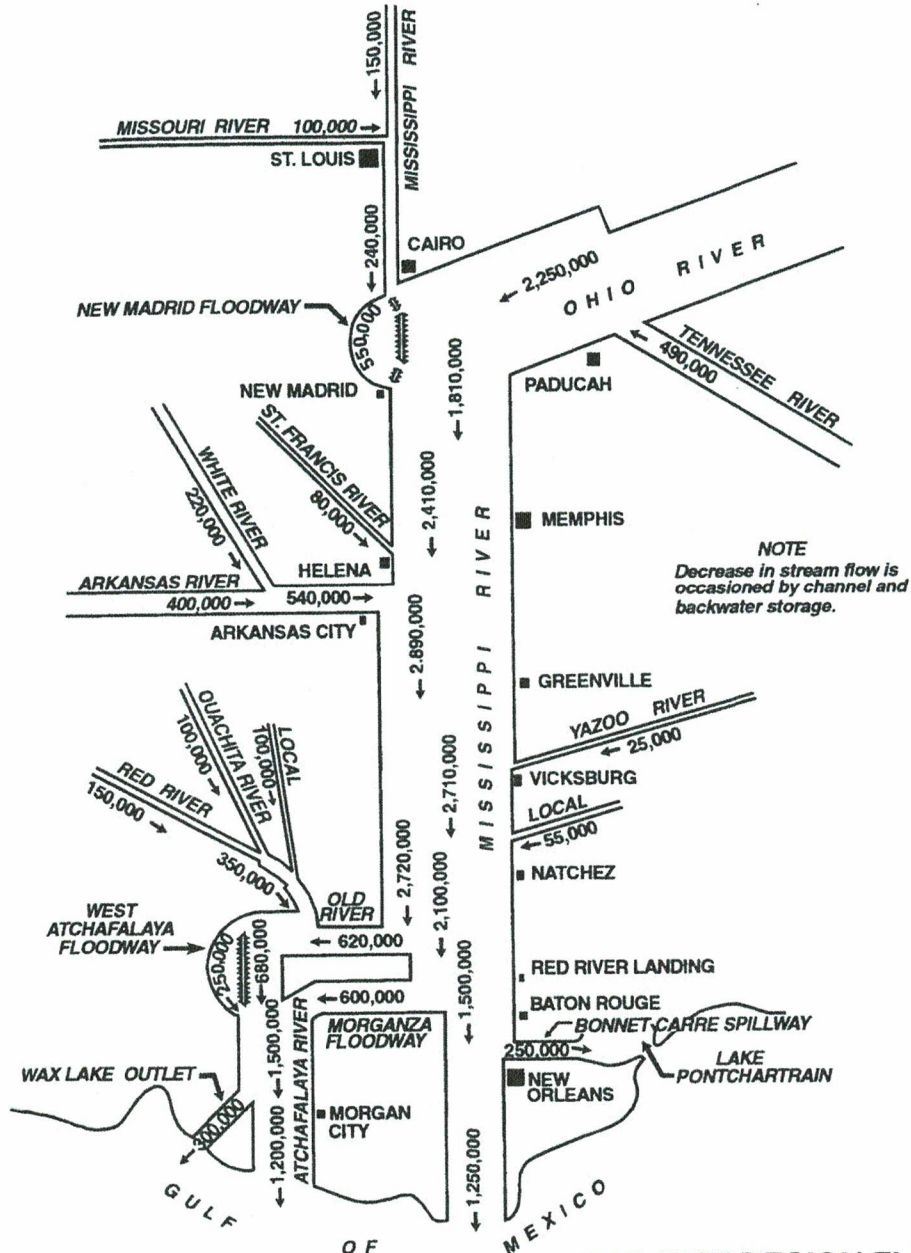 ←150,000
MISSISSIPPI RIVER
MISSOURI RIVER 100,000→
ST. LOUIS
←240,000
CAIRO
←2,250,000
OHIO RIVER
NEW MADRID FLOODWAY
550,000
←1,810,000
TENNESSEE RIVER
←490,000
PADUCAH
NEW MADRID
ST. FRANCIS RIVER
80,000→
WHITE RIVER
220,000→
←2,410,000
MEMPHIS
HELENA
ARKANSAS RIVER
400,000→
540,000→
ARKANSAS CITY
NOTE
Decrease in stream flow is
occasioned by channel and
backwater storage.
←2.890,000
MISSISSIPPI RIVER
GREENVILLE
YAZOO RIVER
←25,000
OUACHITA RIVER
100,000→
LOCAL
100,000→
RED RIVER
150,000→
←2,710,000
VICKSBURG
LOCAL
←55,000
350,000→
←2,720,000
←2,100,000
NATCHEZ
OLD
RIVER
←620,000
WEST
ATCHAFALAYA
FLOODWAY
←250,000
←680,000
←600,000
←1,500,000
RED RIVER LANDING
BATON ROUGE
MORGANZA
FLOODWAY
BONNET CARRE SPILLWAY
250.000→
LAKE
PONTCHARTRAIN
←1,500,000
ATCHAFALAYA RIVER
WAX LAKE OUTLET
←300,000
NEW
ORLEANS
MORGAN
CITY
←1,200,000
←1,250,000
GULF
OF
MEXICO